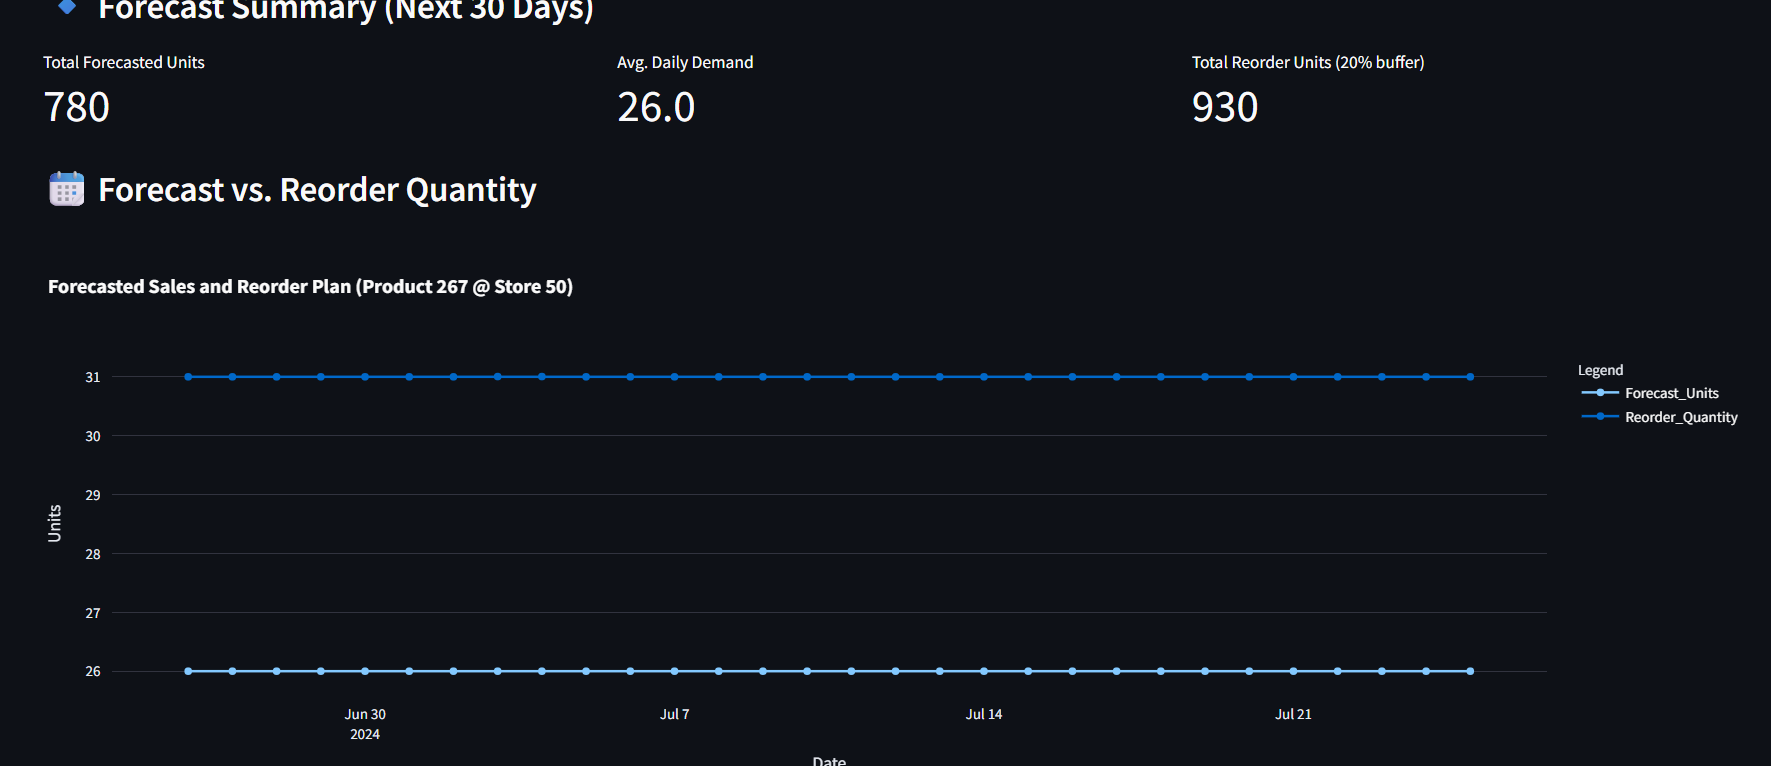 Forecast Summary (Next 30 Days)
Total Forecasted Units
Avg. Daily Demand
Total Reorder Units (20% buffer)
780
26.0
930
Forecast vs. Reorder Quantity
Forecasted Sales and Reorder Plan (Product 267 @ Store 50)
Legend
Forecast_Units
Reorder_Quantity
31
30
29
28
27
26
Units
Jun 30
2024
Jul 7
Jul 14
Jul 21
Date